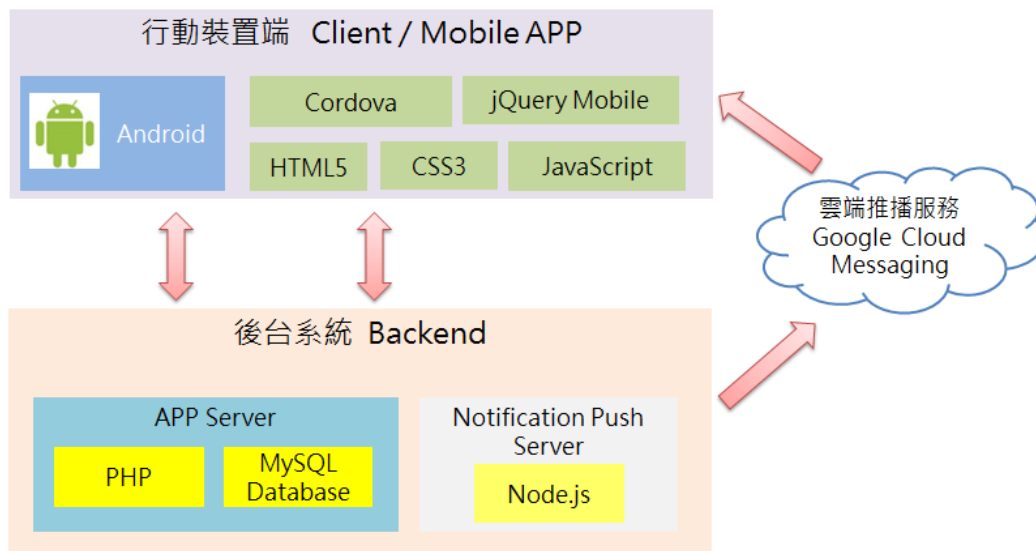 行動裝置端 Client / Mobile APP
Android
Cordova
jQuery Mobile
HTML5
CSS3
JavaScript
雲端推播服務
Google Cloud
Messaging
後台系統 Backend
APP Server
PHP
MySQL
Database
Notification Push
Server
Node.js